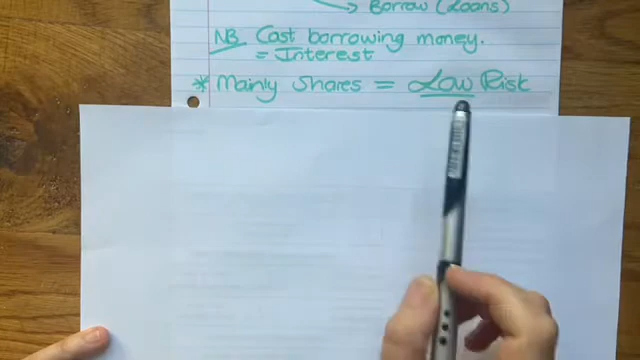 → Borrow (Loans)
NB Cost borrowing money.
= Interest
* Mainly Shares = Low Risk